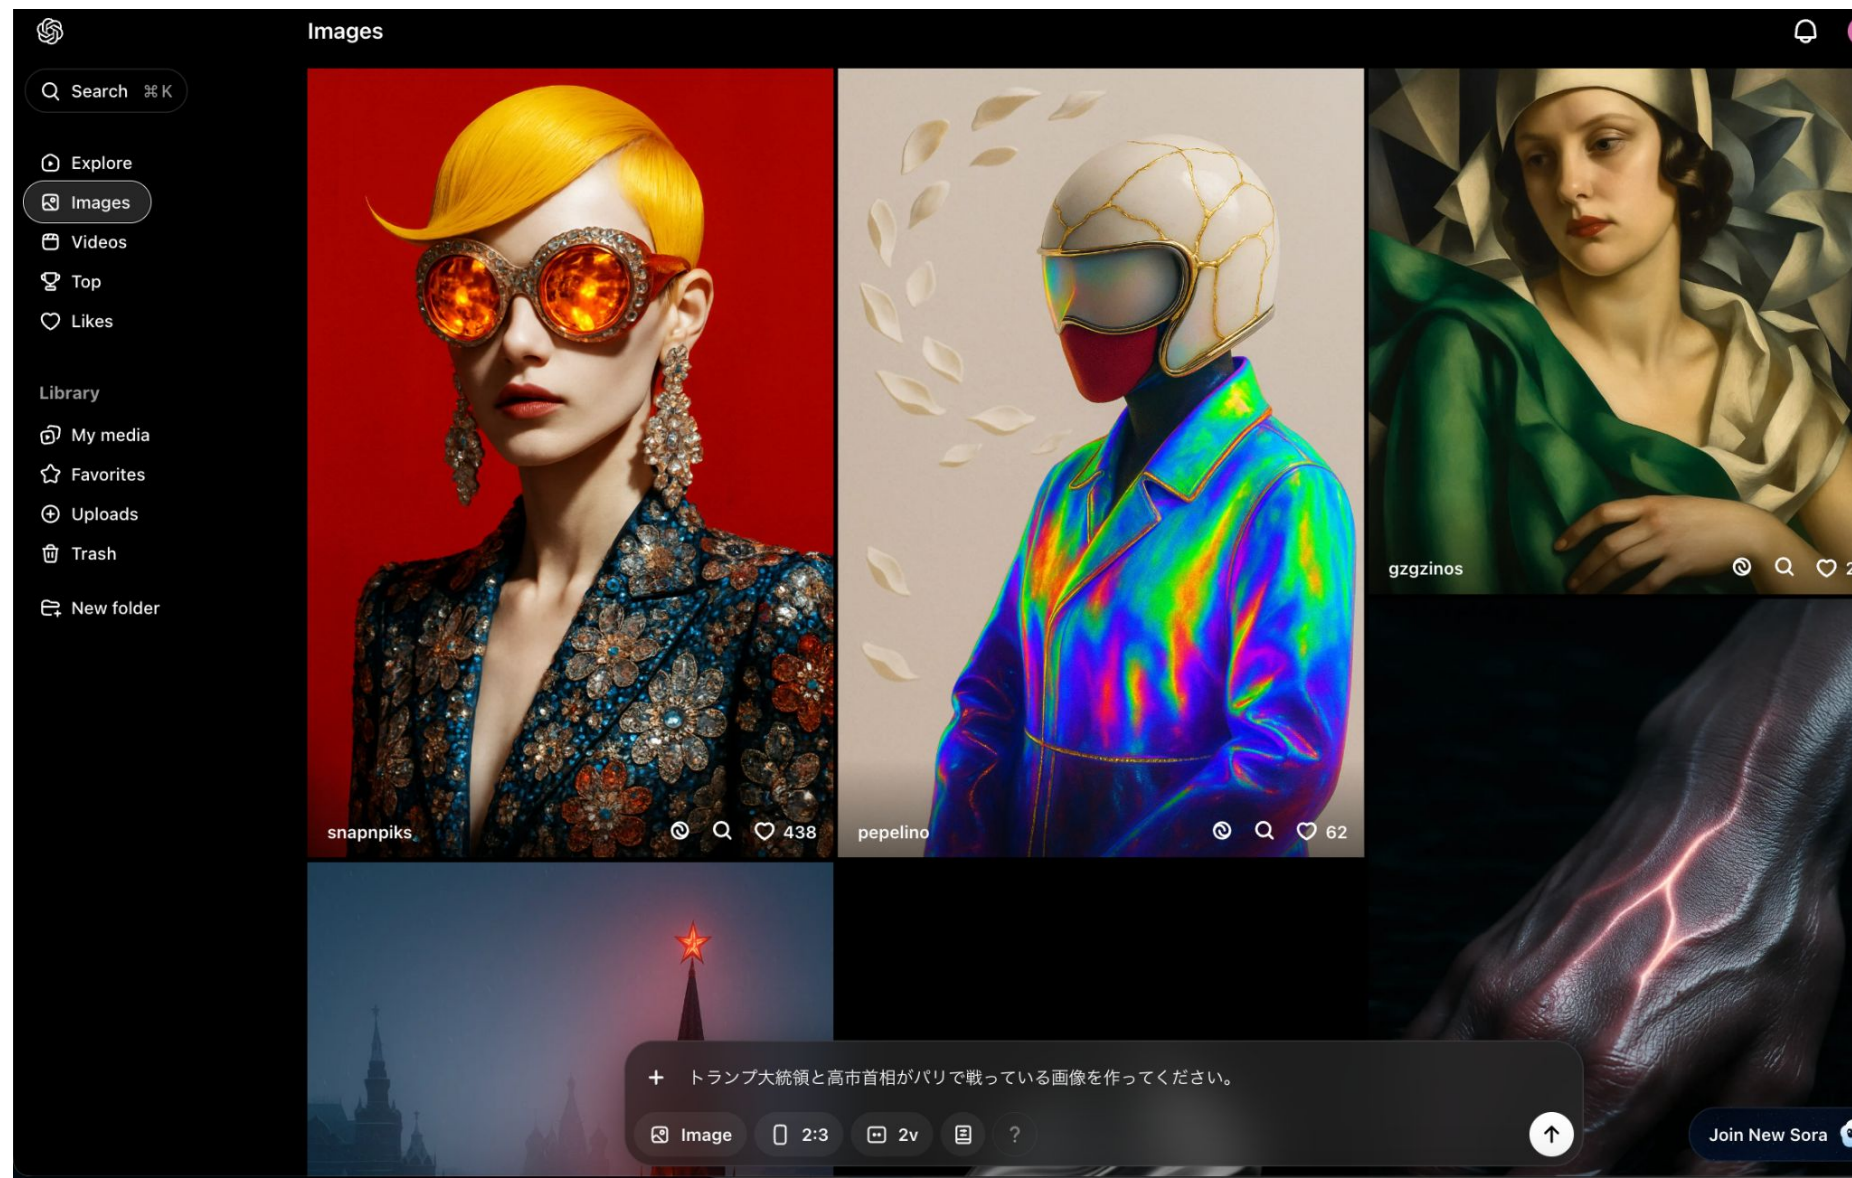 Images
Search ⌘ K
Explore
Images
Videos
Top
Likes
Library
My media
Favorites
Uploads
Trash
New folder
snapnpiks
438
pepelino
62
gzgzinos
2
トランプ大統領と高市首相がパリで戦っている画像を作ってください。
Image
2:3
2v
?
Join New Sora